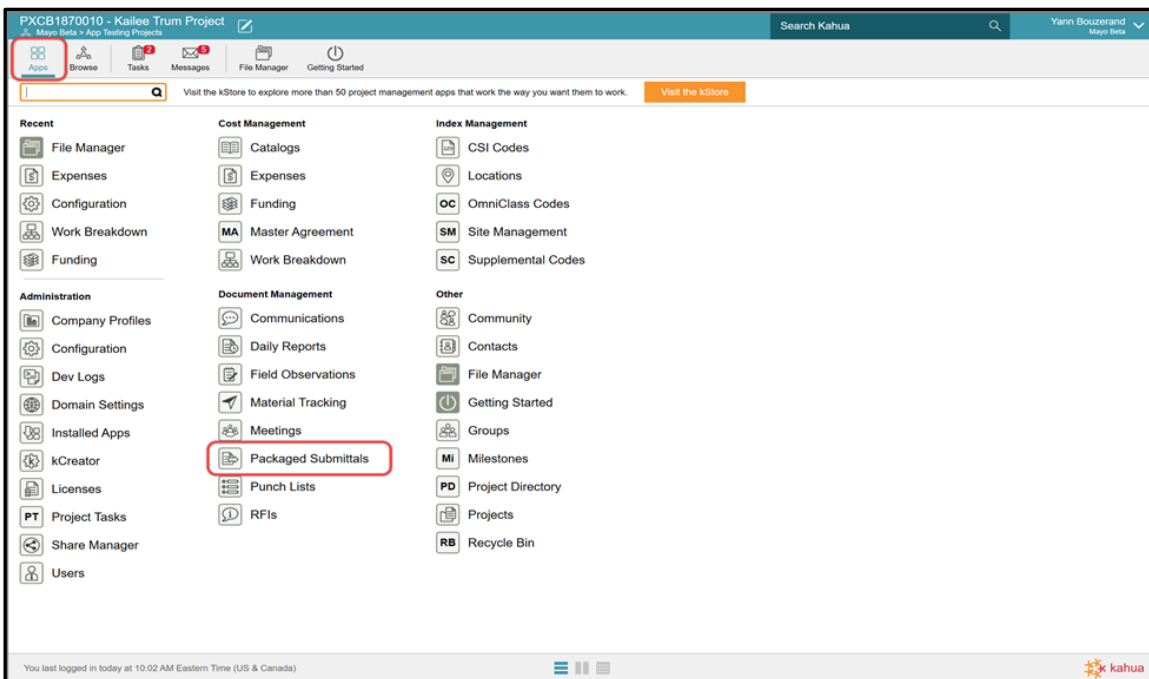 PXCB1870010 - Kailee Trum Project
Mayo Beta > App Testing Projects
Search Kahua
Yann Bouzerand
Mayo Beta
Apps
Browse
2
Tasks
5
Messages
File Manager
Getting Started
Visit the kStore to explore more than 50 project management apps that work the way you want them to work.
Visit the kStore
Recent
File Manager
Expenses
Configuration
Work Breakdown
Funding
Cost Management
Catalogs
Expenses
Funding
MA Master Agreement
Work Breakdown
Index Management
CSI Codes
Locations
OC OmniClass Codes
SM Site Management
SC Supplemental Codes
Administration
Company Profiles
Configuration
Dev Logs
Domain Settings
Installed Apps
kCreator
Licenses
PT Project Tasks
Share Manager
Users
Document Management
Communications
Daily Reports
Field Observations
Material Tracking
Meetings
Packaged Submittals
Punch Lists
RFIs
Other
Community
Contacts
File Manager
Getting Started
Groups
Mi Milestones
PD Project Directory
Projects
RB Recycle Bin
You last logged in today at 10:02 AM Eastern Time (US & Canada)
k kahua